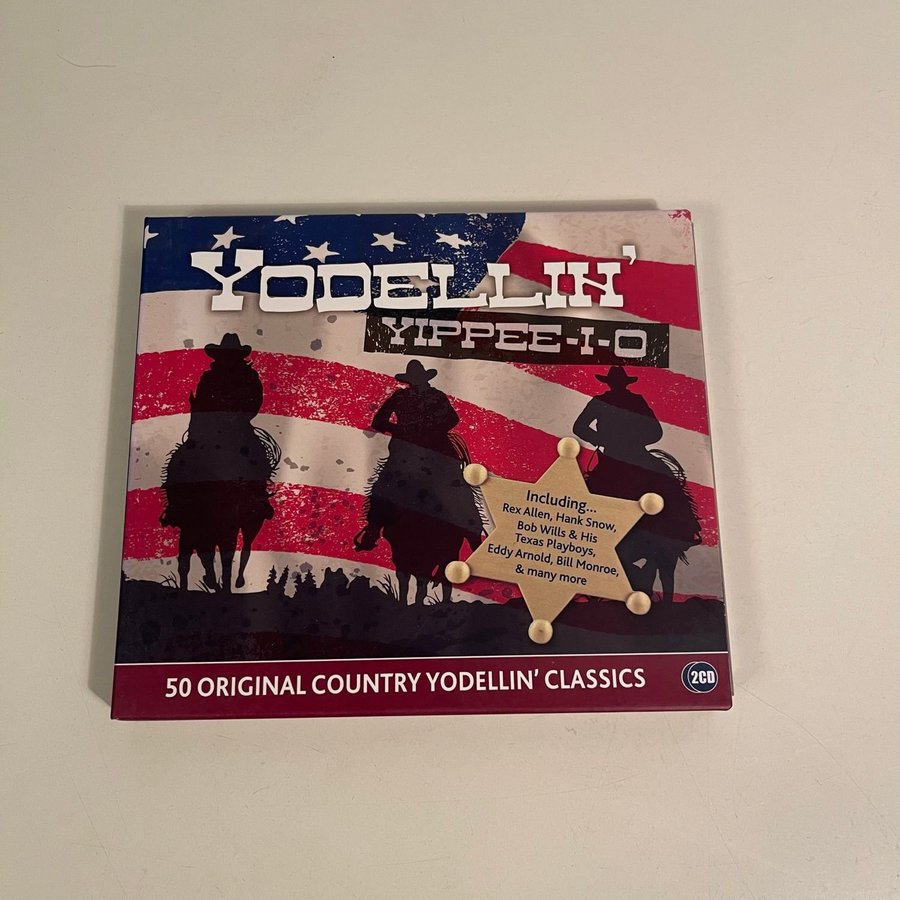 YODELLIN'
YIPPEE-I-O
Including...
Rex Allen, Hank Snow,
Bob Wills & His
Texas Playboys,
Eddy Arnold, Bill Monroe,
& many more
50 ORIGINAL COUNTRY YODELLIN' CLASSICS
2CD